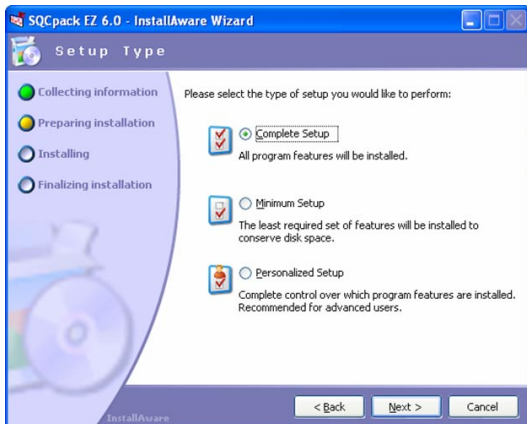 SQCpack EZ 6.0 - InstallAware Wizard
Setup Type
Collecting information
Preparing installation
Installing
Finalizing installation
Please select the type of setup you would like to perform:
Complete Setup
All program features will be installed.
Minimum Setup
The least required set of features will be installed to
conserve disk space.
Personalized Setup
Complete control over which program features are installed.
Recommended for advanced users.
InstallAware
< Back
Next >
Cancel